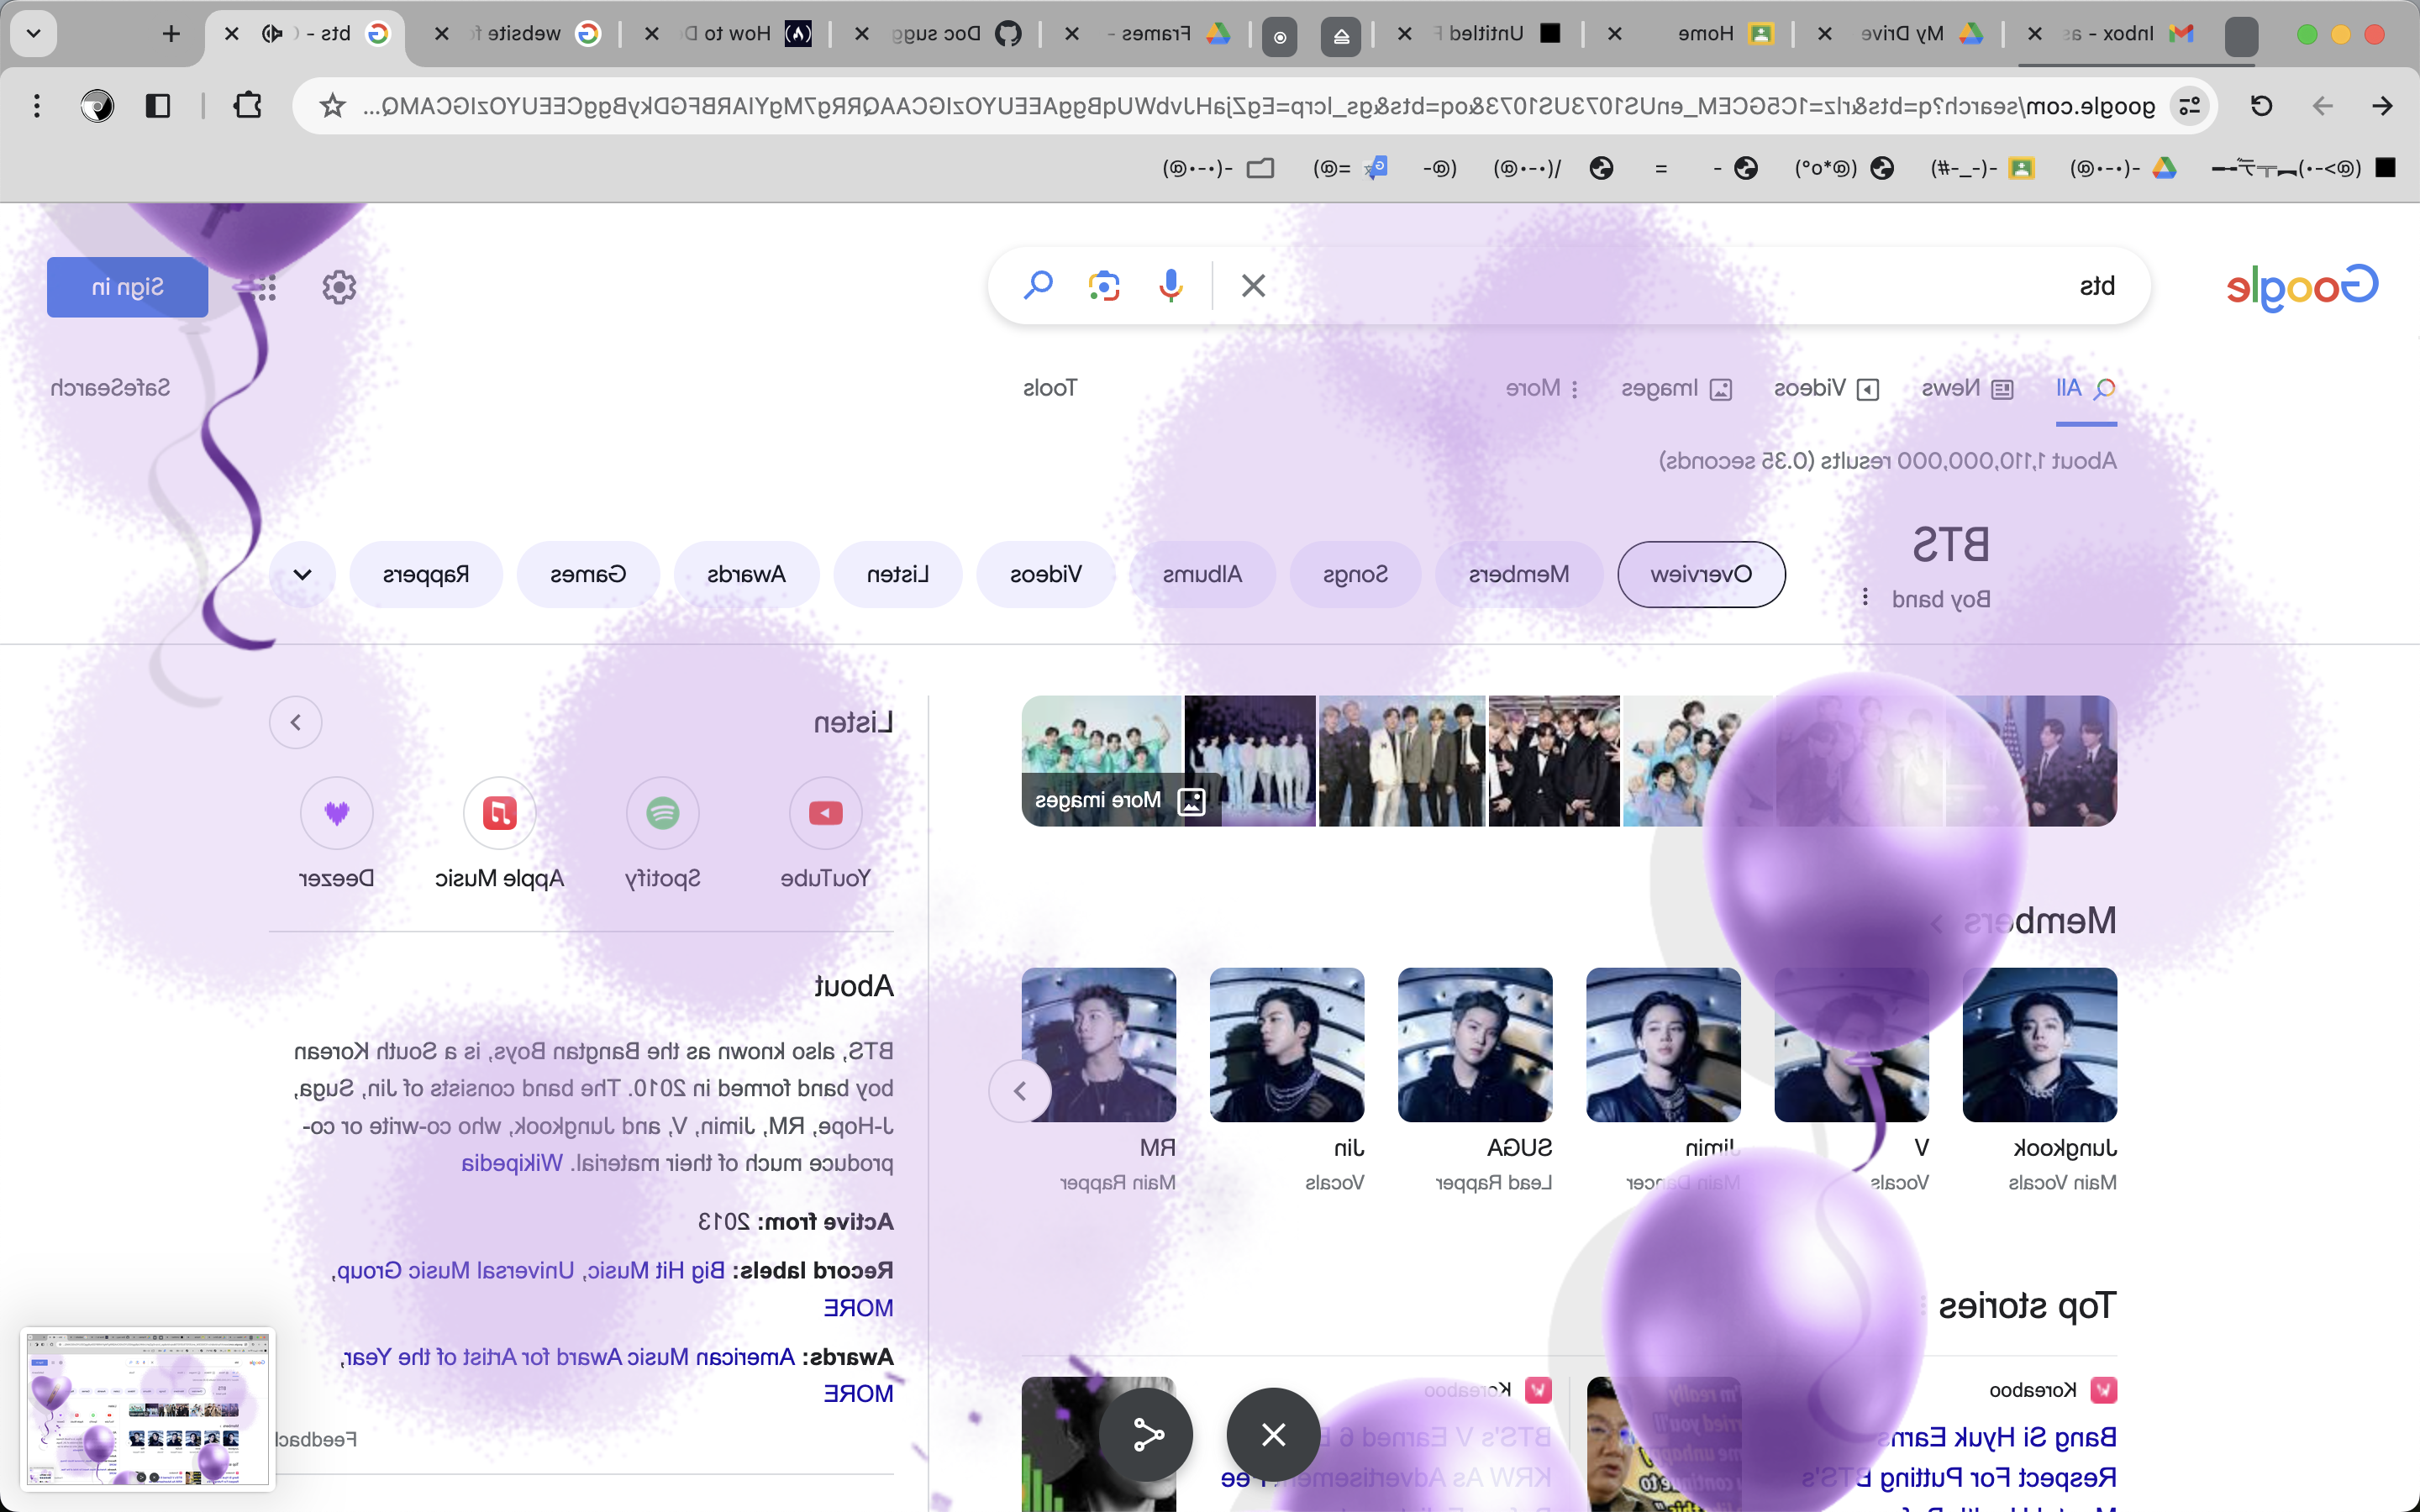 Inbox - as
My Drive
Home
Untitled F
Frames -
Doc sugg
How to D
website fo
bts - G
google.com/search?q=bts&rlz=1C5GCEM_enUS1073US1073&oq=bts&gs_lcrp=EgZjaHJvbWUqBggAEEUYOzIGCAAQRRg7MgYIARBFGDkyBggCEEUYOzIGCAMQ...
Google
bts
Sign in
All
News
Videos
Images
More
Tools
SafeSearch
About 1,110,000,000 results (0.35 seconds)
BTS
Boy band
Overview
Members
Songs
Albums
Videos
Listen
Awards
Games
Rappers
More images
Members
Jungkook
Main Vocals
V
Vocals
Jimin
Main Dancer
SUGA
Lead Rapper
Jin
Vocals
RM
Main Rapper
Top stories
Koreaboo
Bang Si Hyuk Earns
Respect For Putting BTS's
Koreaboo
BTS's V Earned 6
KRW As Advertisement Fee
Listen
YouTube
Spotify
Apple Music
Deezer
About
BTS, also known as the Bangtan Boys, is a South Korean
boy band formed in 2010. The band consists of Jin, Suga,
J-Hope, RM, Jimin, V, and Jungkook, who co-write or co-
produce much of their material. Wikipedia
Active from: 2013
Record labels: Big Hit Music, Universal Music Group,
MORE
Awards: American Music Award for Artist of the Year,
MORE
Feedback